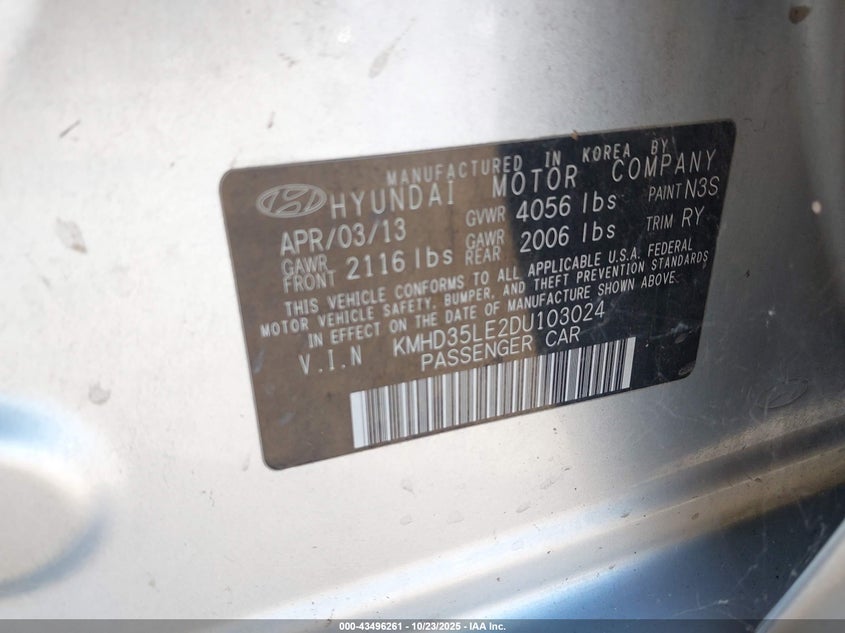 MANUFACTURED IN KOREA BY
HYUNDAI MOTOR COMPANY
APR/03/13 GVWR 4056 lbs PAINT N3S
GAWR FRONT 2116 lbs GAWR REAR 2006 lbs TRIM RY
THIS VEHICLE CONFORMS TO ALL APPLICABLE U.S.A. FEDERAL
MOTOR VEHICLE SAFETY, BUMPER, AND THEFT PREVENTION STANDARDS
IN EFFECT ON THE DATE OF MANUFACTURE SHOWN ABOVE.
V.I.N KMHD35LE2DU103024
PASSENGER CAR
000-43496261 - 10/23/2025 - IAA Inc.